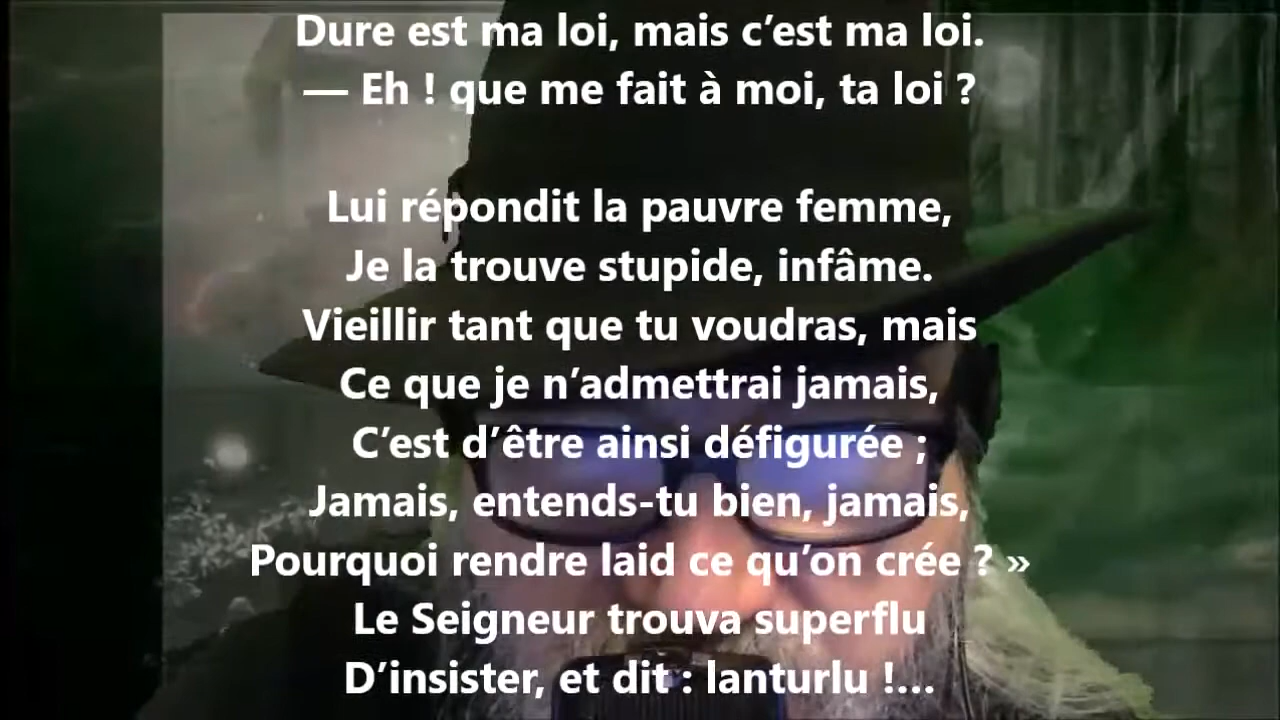 Dure est ma loi, mais c’est ma loi.
— Eh ! que me fait à moi, ta loi ?
Lui répondit la pauvre femme,
Je la trouve stupide, infâme.
Vieillir tant que tu voudras, mais
Ce que je n’admettrai jamais,
C’est d’être ainsi défigurée ;
Jamais, entends-tu bien, jamais,
Pourquoi rendre laid ce qu’on crée ? »
Le Seigneur trouva superflu
D’insister, et dit : lanturlu !...